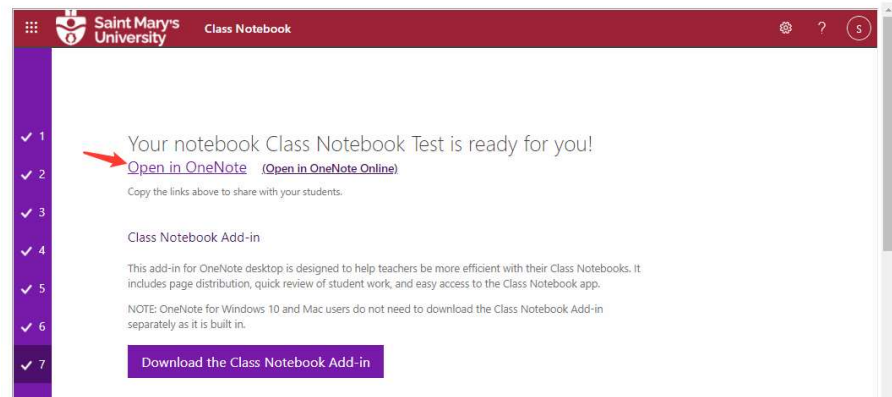 Saint Mary's
University
Class Notebook
?
S
✓ 1
✓ 2
✓ 3
✓ 4
✓ 5
✓ 6
✓ 7
Your notebook Class Notebook Test is ready for you!
Open in OneNote (Open in OneNote Online)
Copy the links above to share with your students.
Class Notebook Add-in
This add-in for OneNote desktop is designed to help teachers be more efficient with their Class Notebooks. It
includes page distribution, quick review of student work, and easy access to the Class Notebook app.
NOTE: OneNote for Windows 10 and Mac users do not need to download the Class Notebook Add-in
separately as it is built in.
Download the Class Notebook Add-in